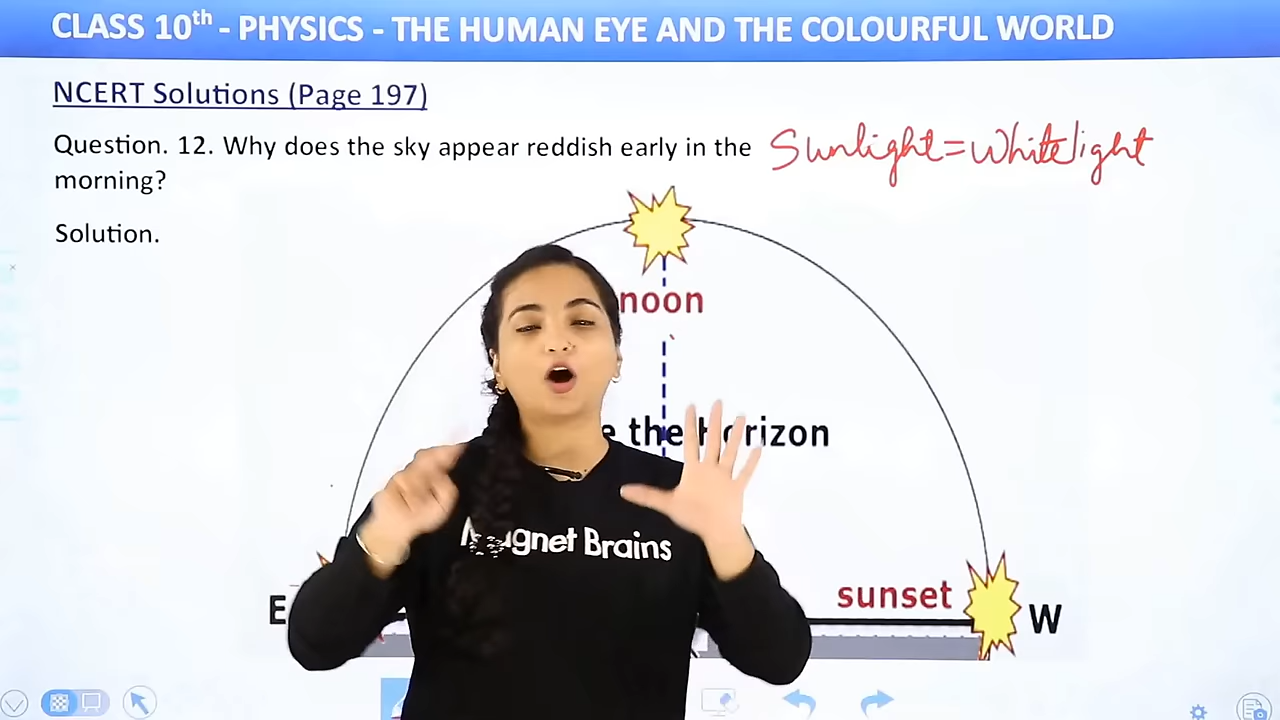 CLASS 10th - PHYSICS - THE HUMAN EYE AND THE COLOURFUL WORLD
NCERT Solutions (Page 197)
Question. 12. Why does the sky appear reddish early in the
morning?
Sunlight=Whitelight
Solution.
noon
the Horizon
Magnet Brains
sunset
E
W